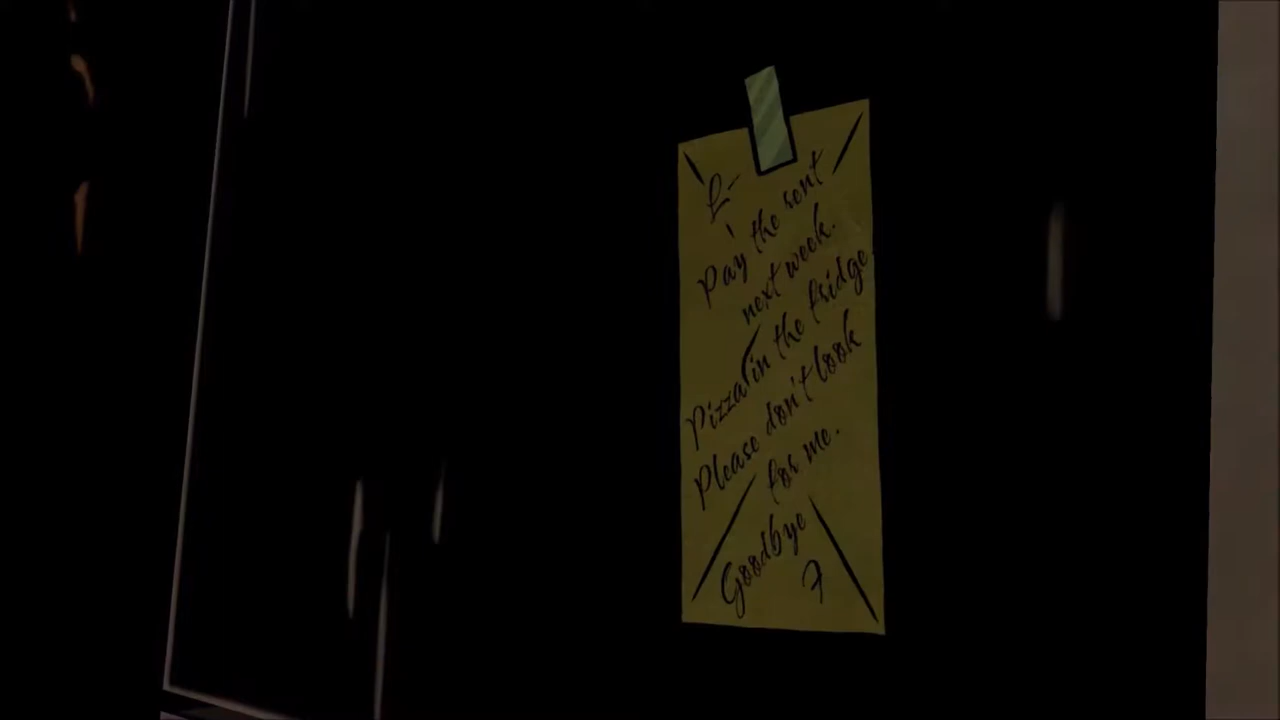 L-
Pay the rent
next week.
Pizza in the fridge
Please don't look
for me.
Goodbye
F